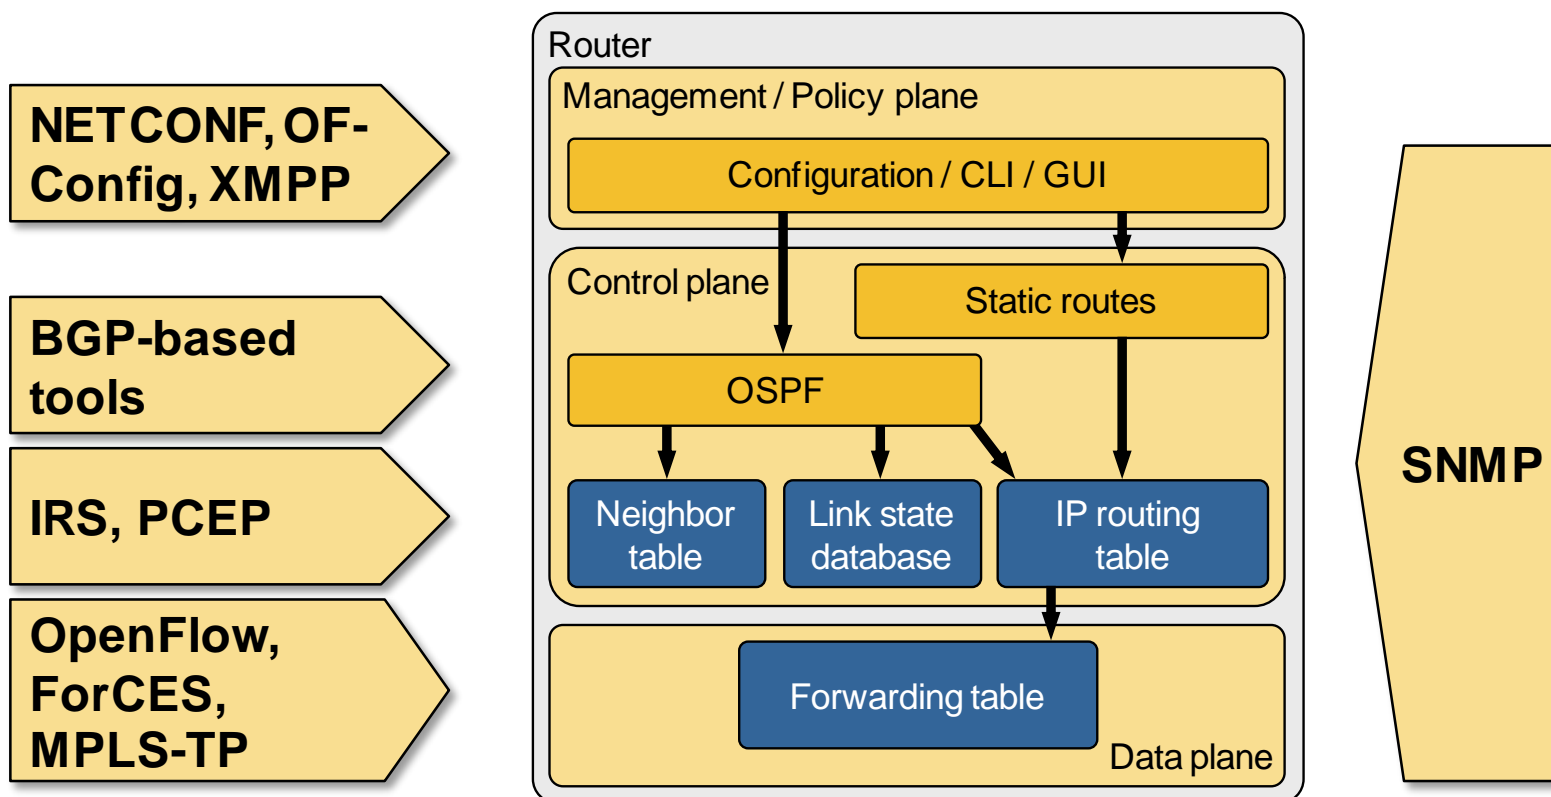 Router
Management / Policy plane
Configuration / CLI / GUI
Control plane
Static routes
OSPF
Neighbor
table
Link state
database
IP routing
table
Forwarding table
Data plane
NETCONF, OF-
Config, XMPP
BGP-based
tools
IRS, PCEP
OpenFlow,
ForCES,
MPLS-TP
SNMP